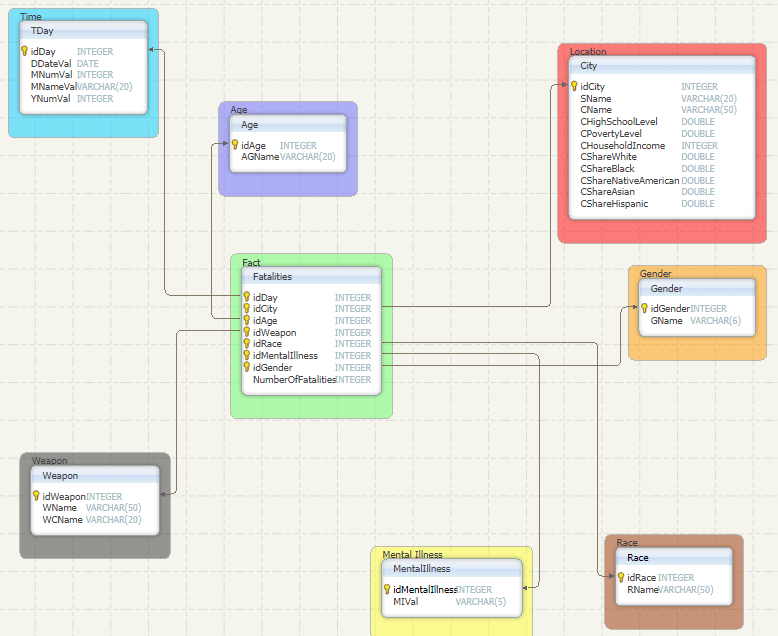 Time
TDay
idDay INTEGER
DDateVal DATE
MNumVal INTEGER
MNameVal VARCHAR(20)
YNumVal INTEGER
Age
Age
idAge INTEGER
AGName VARCHAR(20)
Location
City
idCity INTEGER
SName VARCHAR(20)
CName VARCHAR(50)
CHighSchoolLevel DOUBLE
CPovertyLevel DOUBLE
CHouseholdIncome INTEGER
CShareWhite DOUBLE
CShareBlack DOUBLE
CShareNativeAmerican DOUBLE
CShareAsian DOUBLE
CShareHispanic DOUBLE
Fact
Fatalities
idDay INTEGER
idCity INTEGER
idAge INTEGER
idWeapon INTEGER
idRace INTEGER
idMentalIllness INTEGER
idGender INTEGER
NumberOfFatalities INTEGER
Gender
Gender
idGender INTEGER
GName VARCHAR(6)
Weapon
Weapon
idWeapon INTEGER
WName VARCHAR(50)
WCName VARCHAR(20)
Mental Illness
MentalIllness
idMentalIllness INTEGER
MIVal VARCHAR(5)
Race
Race
idRace INTEGER
RName VARCHAR(50)